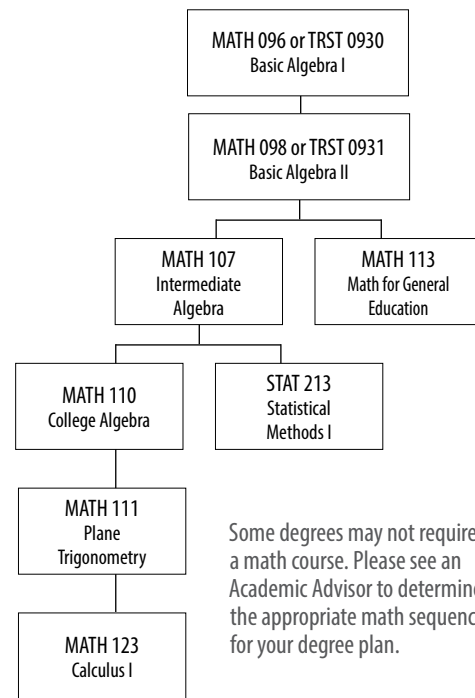 MATH 096 or TRST 0930
Basic Algebra I
MATH 098 or TRST 0931
Basic Algebra II
MATH 107
Intermediate
Algebra
MATH 113
Math for General
Education
MATH 110
College Algebra
STAT 213
Statistical
Methods I
MATH 111
Plane
Trigonometry
MATH 123
Calculus I
Some degrees may not require
a math course. Please see an
Academic Advisor to determin
the appropriate math sequenc
for your degree plan.